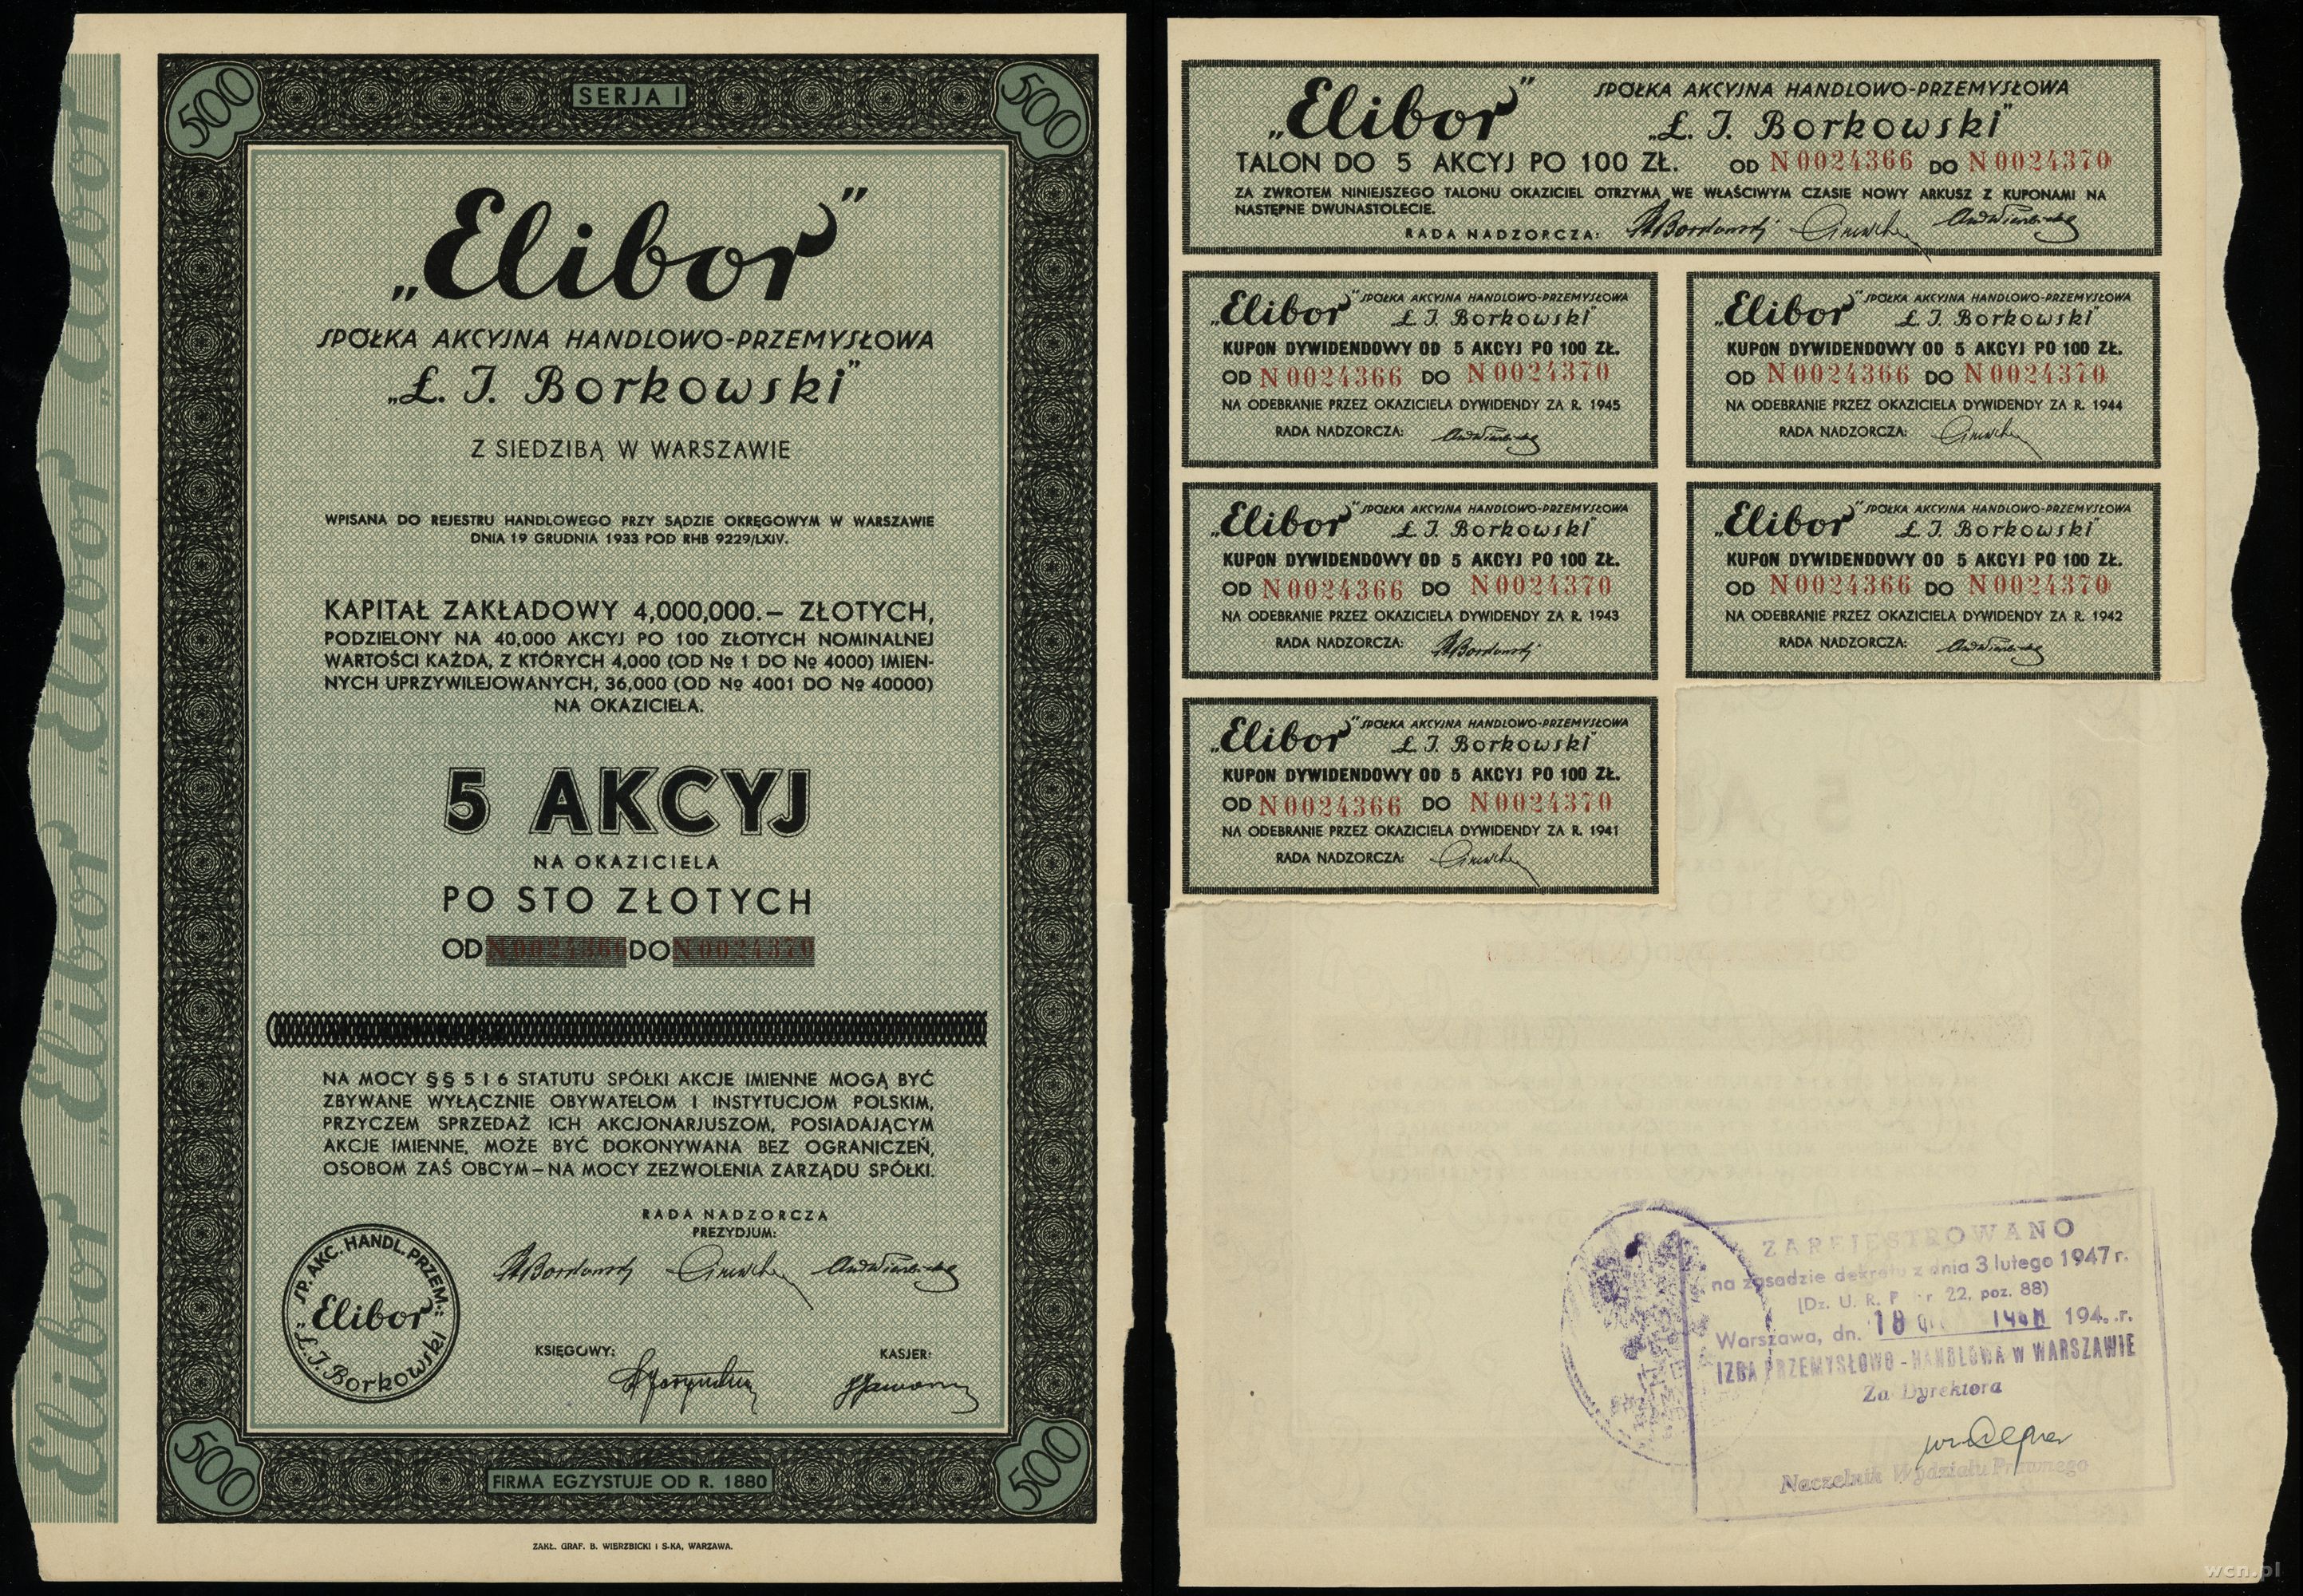 SERJA I
500
500
„Elibor”
SPÓŁKA AKCYJNA HANDLOWO-PRZEMYSŁOWA
„Ł. J. Borkowski”
Z SIEDZIBĄ W WARSZAWIE
WPISANA DO REJESTRU HANDLOWEGO PRZY SĄDZIE OKRĘGOWYM W WARSZAWIE
DNIA 19 GRUDNIA 1933 POD RHB 9229/LXIV.
KAPITAŁ ZAKŁADOWY 4,000,000.— ZŁOTYCH,
PODZIELONY NA 40,000 AKCYJ PO 100 ZŁOTYCH NOMINALNEJ
WARTOŚCI KAŻDA, Z KTÓRYCH 4,000 (OD № 1 DO № 4000) IMIEN-
NYCH UPRZYWILEJOWANYCH, 36,000 (OD № 4001 DO № 40000)
NA OKAZICIELA.
5 AKCYJ
NA OKAZICIELA
PO STO ZŁOTYCH
OD N0024366 DO N0024370
NA MOCY §§ 5 I 6 STATUTU SPÓŁKI AKCJE IMIENNE MOGĄ BYĆ
ZBYWANE WYŁĄCZNIE OBYWATELOM I INSTYTUCJOM POLSKIM,
PRZYCZEM SPRZEDAŻ ICH AKCJONARJUSZOM, POSIADAJĄCYM
AKCJE IMIENNE, MOŻE BYĆ DOKONYWANA BEZ OGRANICZEŃ,
OSOBOM ZAŚ OBCYM—NA MOCY ZEZWOLENIA ZARZĄDU SPÓŁKI.
RADA NADZORCZA
PREZYDJUM:
SP. AKC. HANDL. PRZEM.:
Elibor
„Ł. J. Borkowski
KSIĘGOWY:
KASJER:
500
500
FIRMA EGZYSTUJE OD R. 1880
ZAKŁ. GRAF. B. WIERZBICKI I S-KA, WARZAWA.
„Elibor
„Elibor
„Elibor
„Elibor
„Elibor” SPÓŁKA AKCYJNA HANDLOWO-PRZEMYSŁOWA
„Ł. J. Borkowski”
TALON DO 5 AKCYJ PO 100 ZŁ. OD N0024366 DO N0024370
ZA ZWROTEM NINIEJSZEGO TALONU OKAZICIEL OTRZYMA WE WŁAŚCIWYM CZASIE NOWY ARKUSZ Z KUPONAMI NA
NASTĘPNE DWUNASTOLECIE.
RADA NADZORCZA:
„Elibor” SPÓŁKA AKCYJNA HANDLOWO-PRZEMYSŁOWA
Ł. J. Borkowski”
KUPON DYWIDENDOWY OD 5 AKCYJ PO 100 ZŁ.
OD N0024366 DO N0024370
NA ODEBRANIE PRZEZ OKAZICIELA DYWIDENDY ZA R. 1945
RADA NADZORCZA:
„Elibor” SPÓŁKA AKCYJNA HANDLOWO-PRZEMYSŁOWA
Ł. J. Borkowski”
KUPON DYWIDENDOWY OD 5 AKCYJ PO 100 ZŁ.
OD N0024366 DO N0024370
NA ODEBRANIE PRZEZ OKAZICIELA DYWIDENDY ZA R. 1944
RADA NADZORCZA:
„Elibor” SPÓŁKA AKCYJNA HANDLOWO-PRZEMYSŁOWA
Ł. J. Borkowski”
KUPON DYWIDENDOWY OD 5 AKCYJ PO 100 ZŁ.
OD N0024366 DO N0024370
NA ODEBRANIE PRZEZ OKAZICIELA DYWIDENDY ZA R. 1943
RADA NADZORCZA:
„Elibor” SPÓŁKA AKCYJNA HANDLOWO-PRZEMYSŁOWA
Ł. J. Borkowski”
KUPON DYWIDENDOWY OD 5 AKCYJ PO 100 ZŁ.
OD N0024366 DO N0024370
NA ODEBRANIE PRZEZ OKAZICIELA DYWIDENDY ZA R. 1942
RADA NADZORCZA:
„Elibor” SPÓŁKA AKCYJNA HANDLOWO-PRZEMYSŁOWA
Ł. J. Borkowski”
KUPON DYWIDENDOWY OD 5 AKCYJ PO 100 ZŁ.
OD N0024366 DO N0024370
NA ODEBRANIE PRZEZ OKAZICIELA DYWIDENDY ZA R. 1941
RADA NADZORCZA:
ZAREJESTROWANO
na zasadzie dekretu z dnia 3 lutego 1947 r.
(Dz. U. R. P. nr 22, poz. 88)
Warszawa, dn. 18 194 r.
IZBA PRZEMYSŁOWO-HANDLOWA w WARSZAWIE
Za Dyrektora
Naczelnik Wydziału Prawnego
wcn.pl